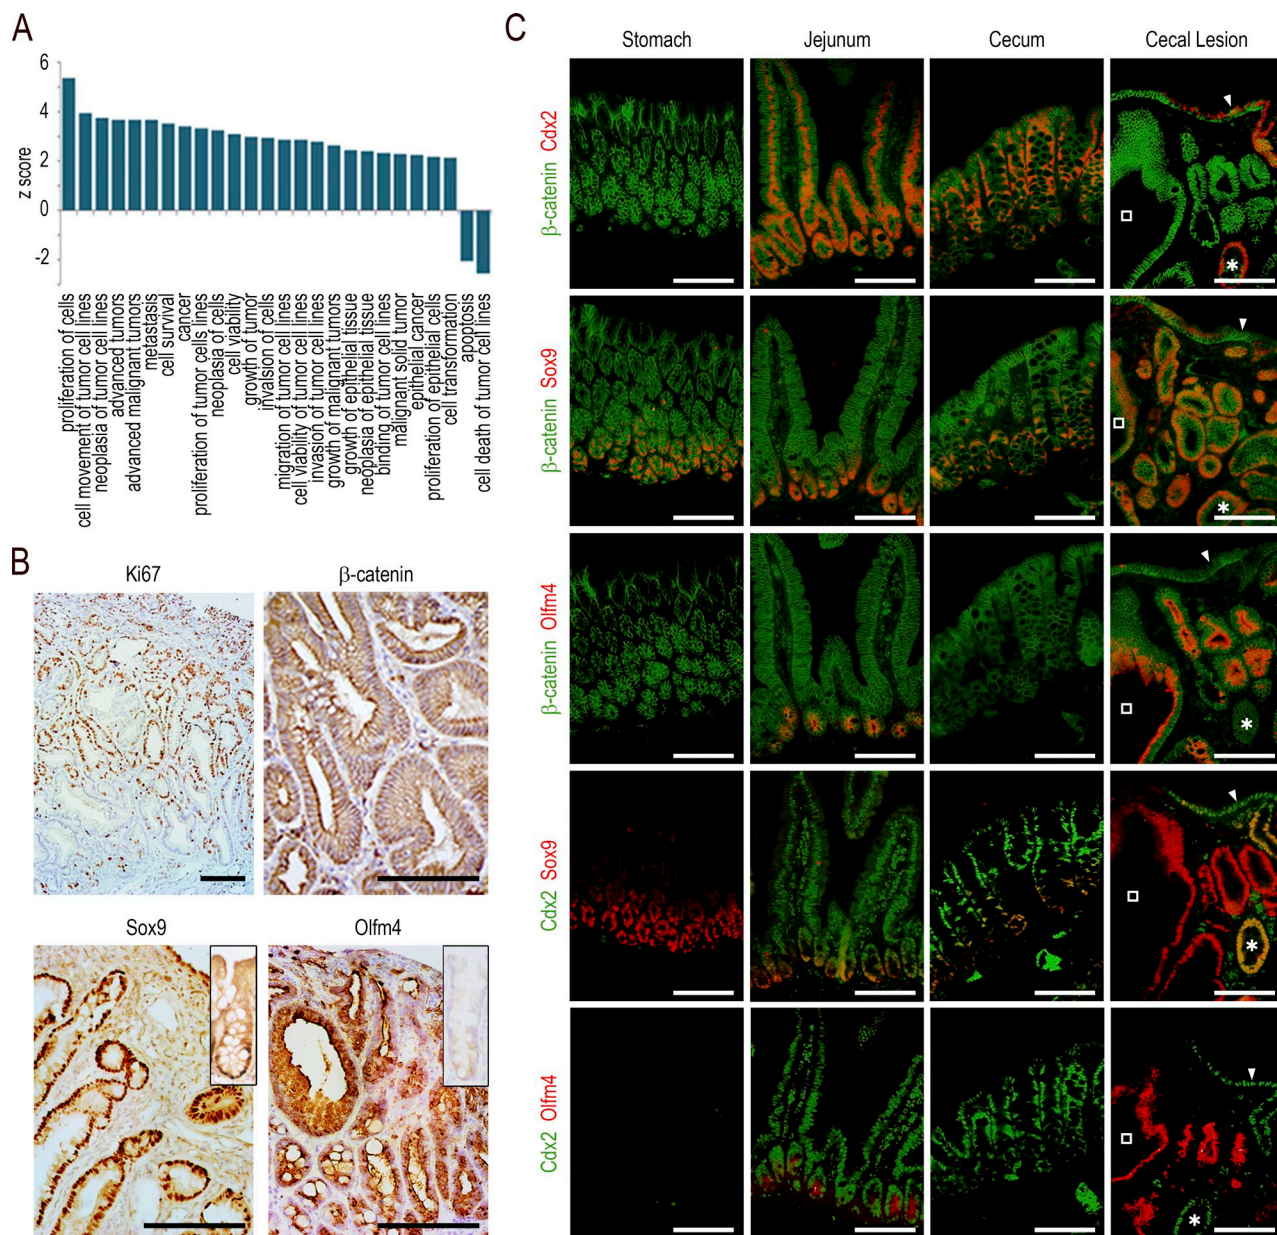 A
6
4
2
0
-2
z score
proliferation of cells
cell movement of tumor cell lines
neoplasia of tumor cell lines
advanced tumors
advanced malignant tumors
metastasis
cell survival
cancer
proliferation of tumor cells lines
neoplasia of cells
cell viability
growth of tumor
invasion of cells
migration of tumor cell lines
cell viability of tumor cell lines
invasion of tumor cell lines
growth of malignant tumors
growth of epithelial tissue
neoplasia of epithelial tissue
binding of tumor cell lines
malignant solid tumor
epithelial cancer
proliferation of epithelial cells
cell transformation
apoptosis
cell death of tumor cell lines
B
Ki67
β-catenin
Sox9
Olfm4
C
Stomach
Jejunum
Cecum
Cecal Lesion
β-catenin Cdx2
*
β-catenin Sox9
*
β-catenin Olfm4
*
Cdx2 Sox9
*
Cdx2 Olfm4
*